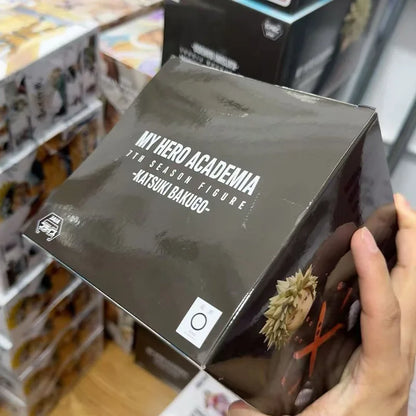 MY HERO ACADEMIA
7TH SEASON FIGURE
-KATSUKI BAKUGO-